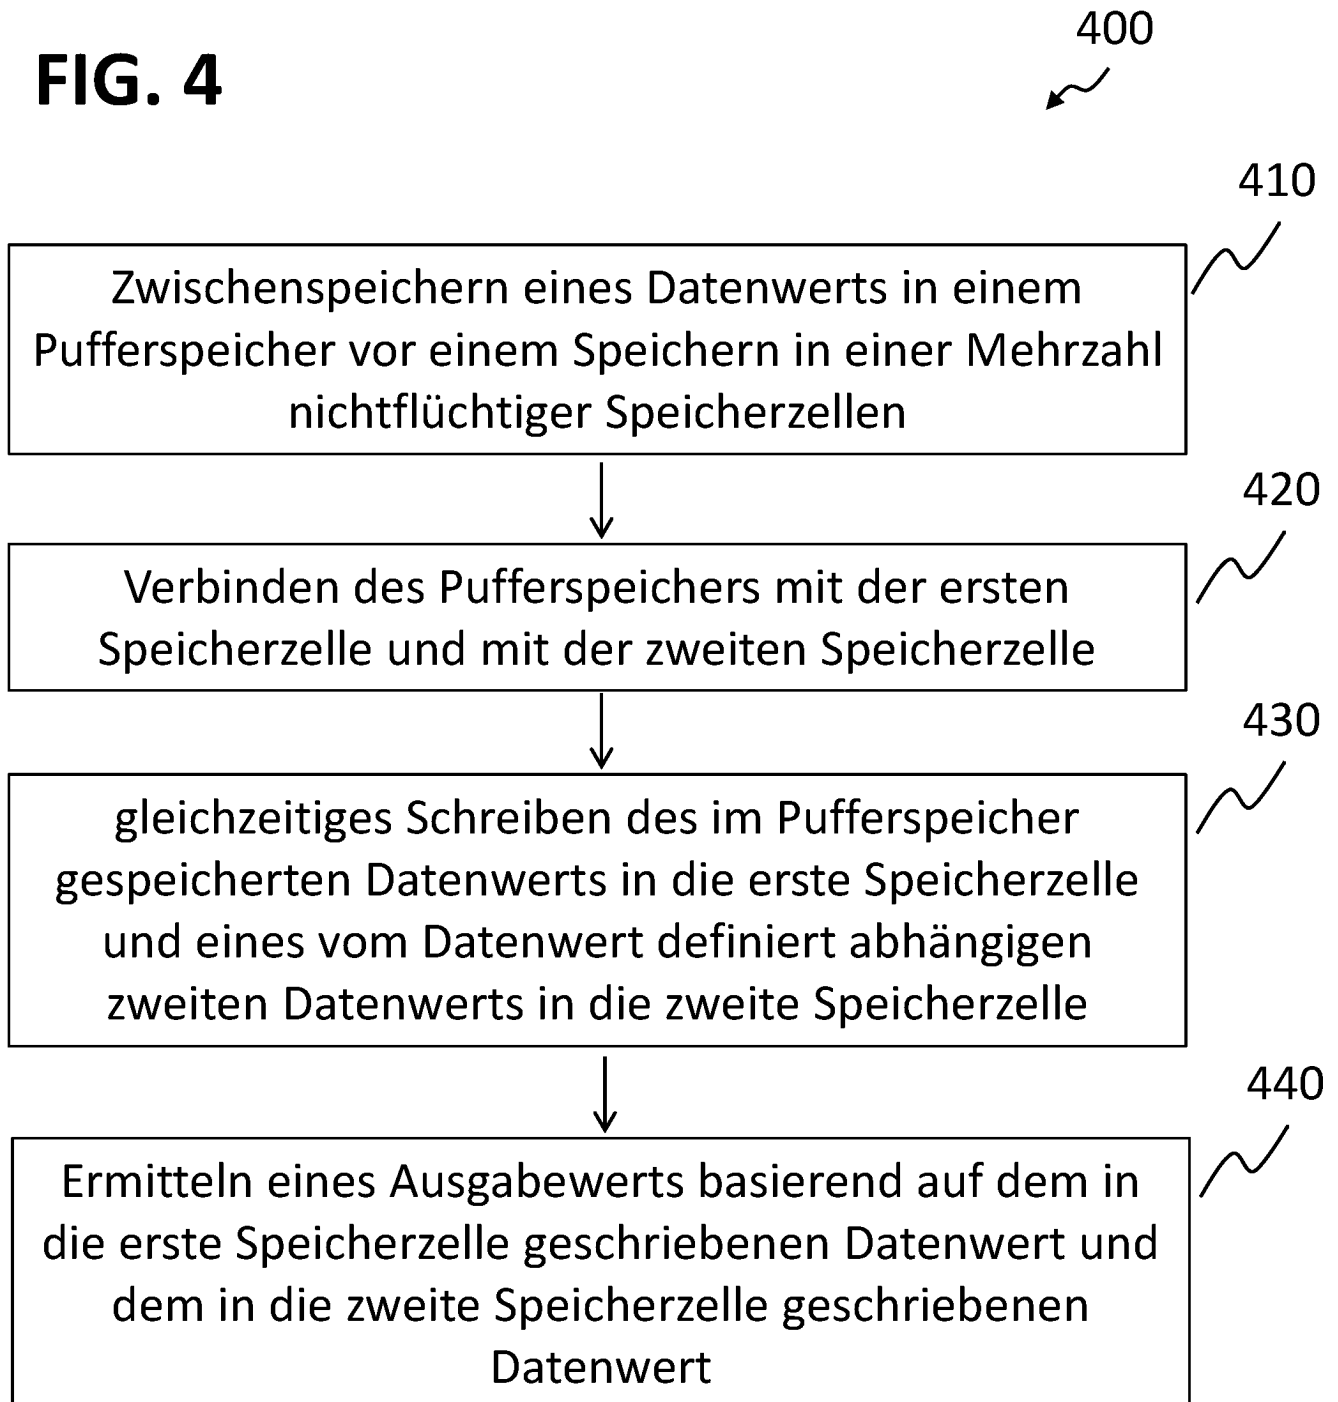 FIG. 4
400
410
Zwischenspeichern eines Datenwerts in einem
Pufferspeicher vor einem Speichern in einer Mehrzahl
nichtflüchtiger Speicherzellen
420
Verbinden des Pufferspeichers mit der ersten
Speicherzelle und mit der zweiten Speicherzelle
430
gleichzeitiges Schreiben des im Pufferspeicher
gespeicherten Datenwerts in die erste Speicherzelle
und eines vom Datenwert definiert abhängigen
zweiten Datenwerts in die zweite Speicherzelle
440
Ermitteln eines Ausgabewerts basierend auf dem in
die erste Speicherzelle geschriebenen Datenwert und
dem in die zweite Speicherzelle geschriebenen
Datenwert